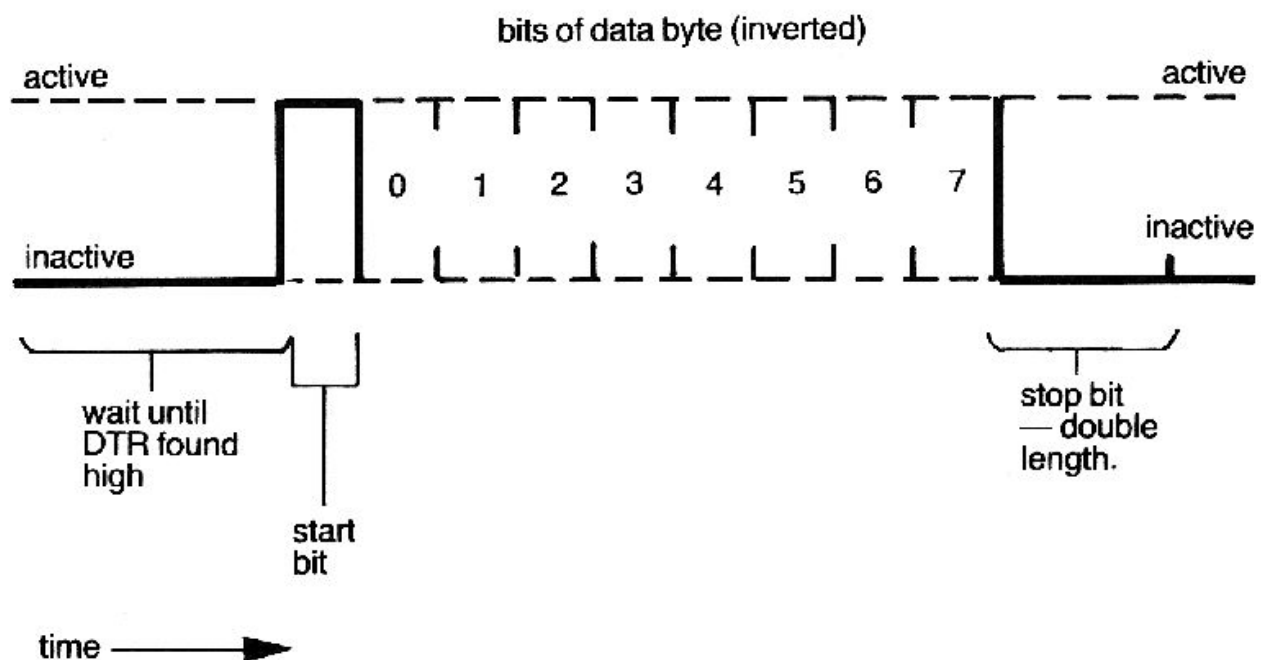 bits of data byte (inverted)
active
active
0 1 2 3 4 5 6 7
inactive
inactive
wait until
DTR found
high
stop bit
— double
length.
start
bit
time